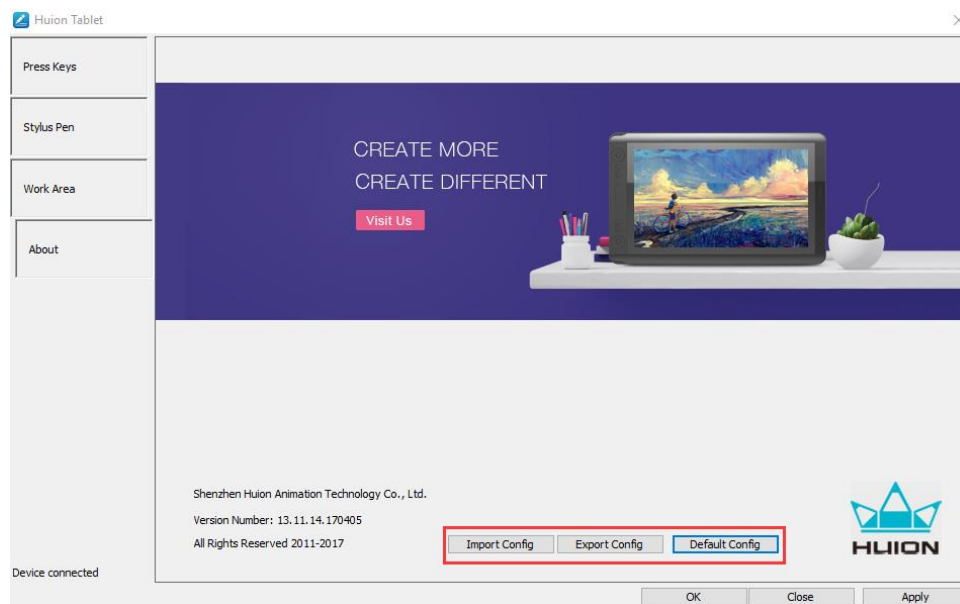 Huion Tablet
Press Keys
Stylus Pen
Work Area
About
CREATE MORE
CREATE DIFFERENT
Visit Us
Shenzhen Huion Animation Technology Co., Ltd.
Version Number: 13.11.14.170405
All Rights Reserved 2011-2017
Import Config
Export Config
Default Config
HUION
Device connected
OK
Close
Apply